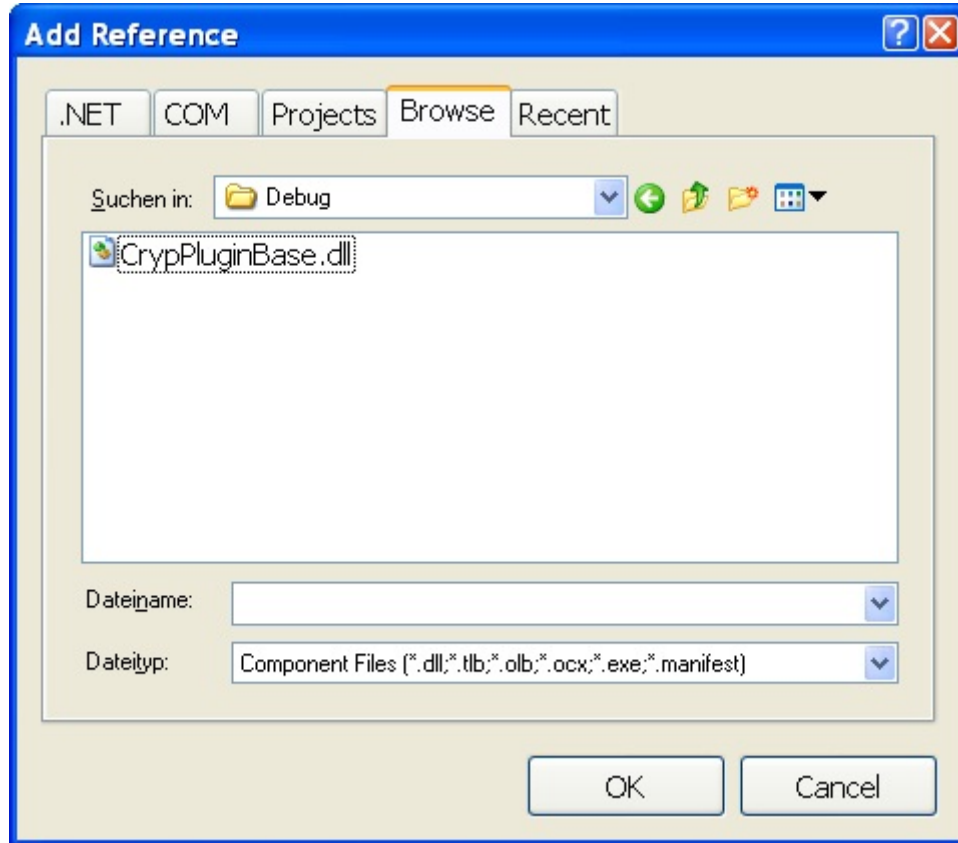 Add Reference
.NET COM Projects Browse Recent
Suchen in: Debug
CrypPluginBase.dll
Dateiname:
Dateityp: Component Files (*.dll;*.tlb;*.olb;*.ocx;*.exe;*.manifest)
OK Cancel